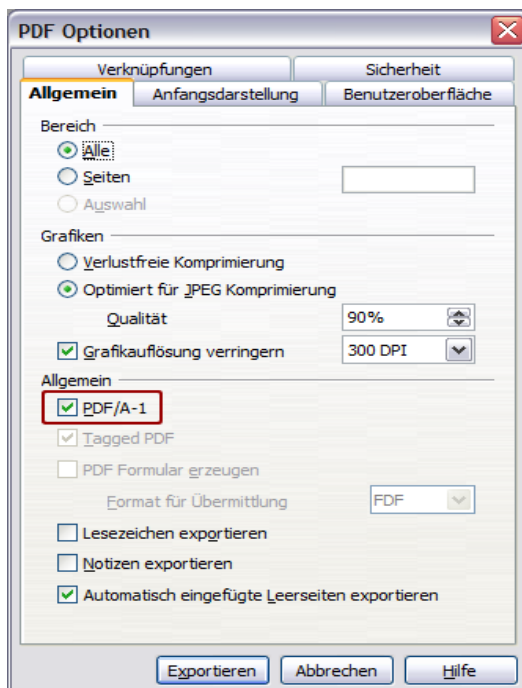 PDF Optionen
Verknüpfungen Sicherheit
Allgemein Anfangsdarstellung Benutzeroberfläche
Bereich
Alle
Seiten
Auswahl
Grafiken
Verlustfreie Komprimierung
Optimiert für JPEG Komprimierung
Qualität 90%
Grafikauflösung verringern 300 DPI
Allgemein
PDF/A-1
Tagged PDF
PDF Formular erzeugen
Format für Übermittlung FDF
Lesezeichen exportieren
Notizen exportieren
Automatisch eingefügte Leerseiten exportieren
Exportieren Abbrechen Hilfe